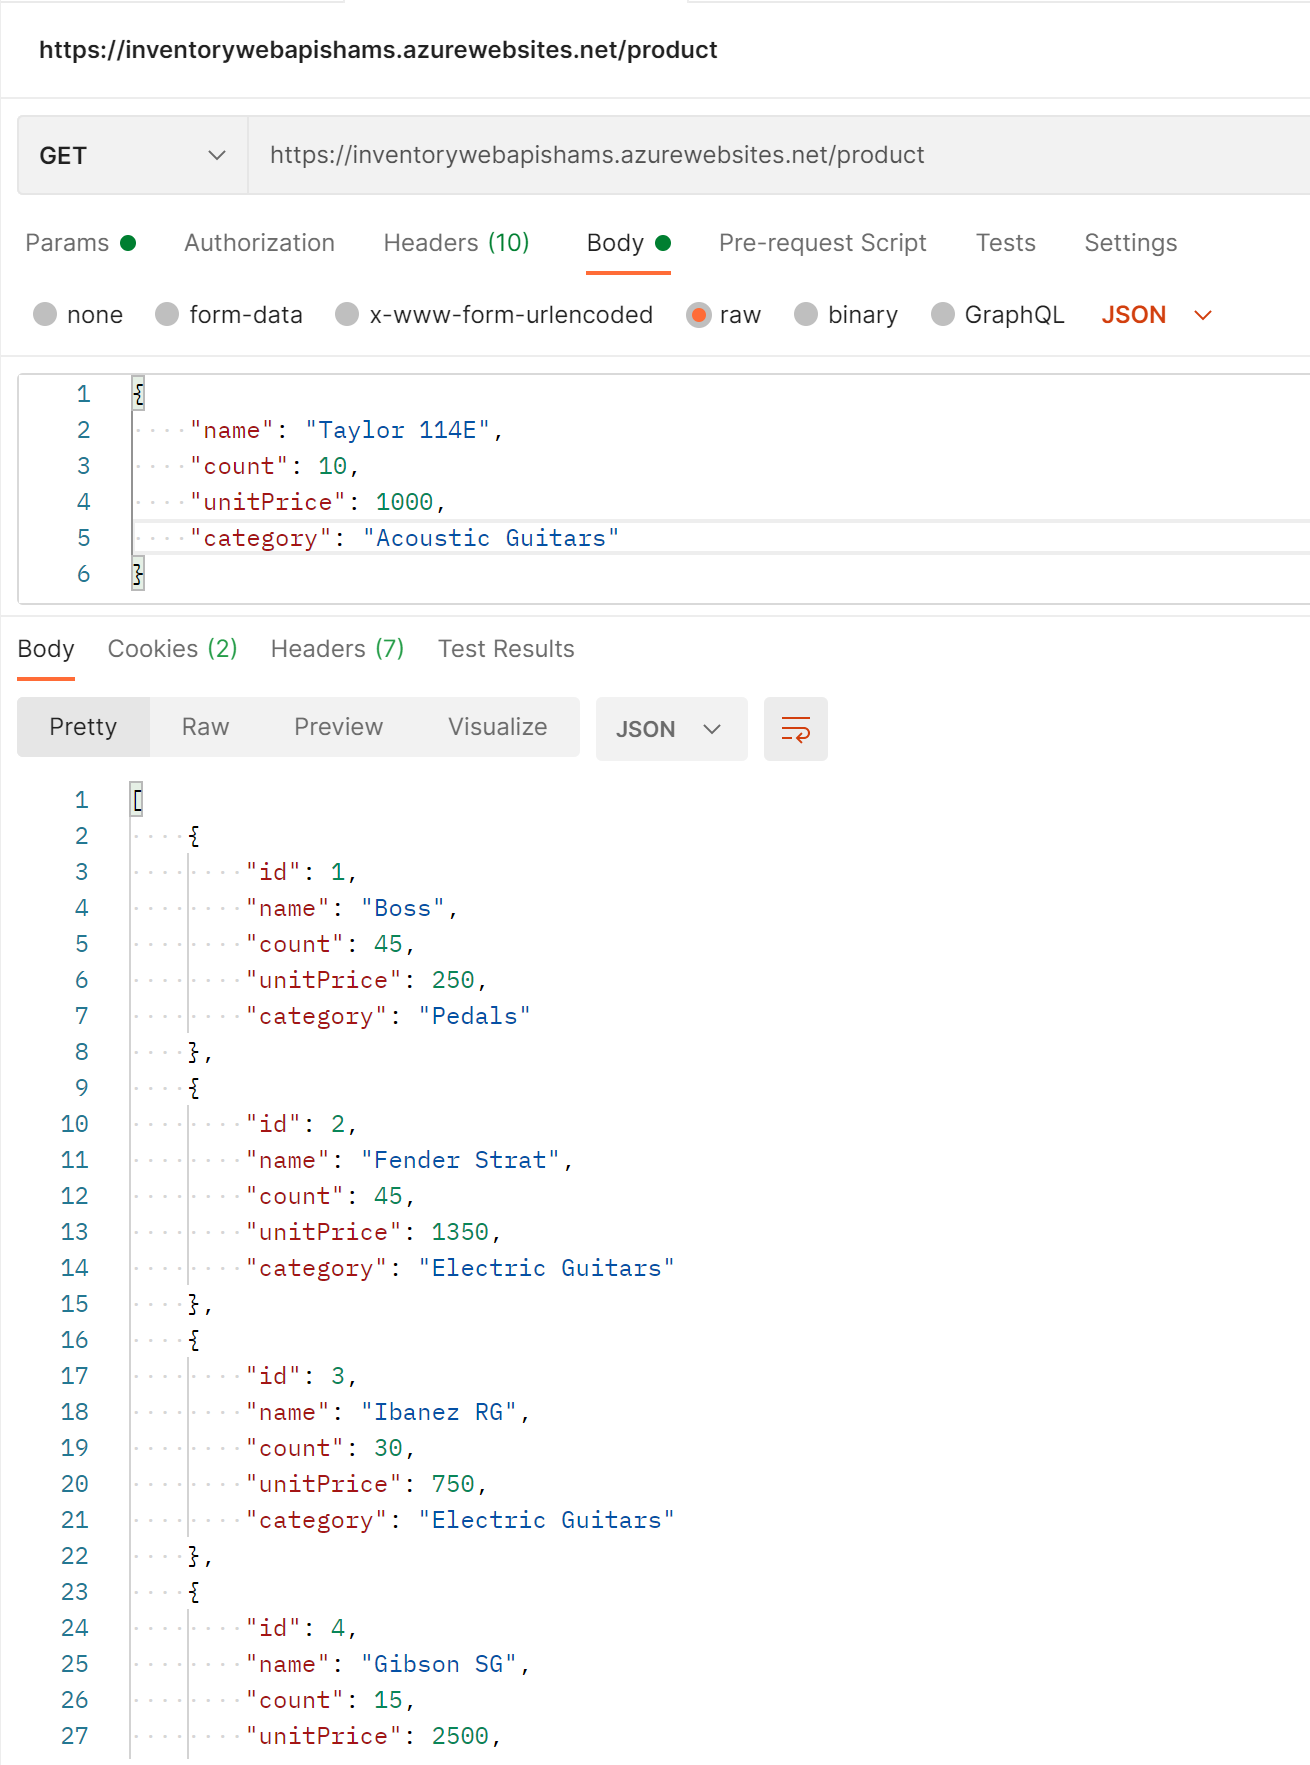 https://inventorywebapishams.azurewebsites.net/product
GET https://inventorywebapishams.azurewebsites.net/product
Params Authorization Headers (10) Body Pre-request Script Tests Settings
none form-data x-www-form-urlencoded raw binary GraphQL JSON
1 {
2 "name": "Taylor 114E",
3 "count": 10,
4 "unitPrice": 1000,
5 "category": "Acoustic Guitars"
6 }
Body Cookies (2) Headers (7) Test Results
Pretty Raw Preview Visualize JSON
1 [
2 {
3 "id": 1,
4 "name": "Boss",
5 "count": 45,
6 "unitPrice": 250,
7 "category": "Pedals"
8 },
9 {
10 "id": 2,
11 "name": "Fender Strat",
12 "count": 45,
13 "unitPrice": 1350,
14 "category": "Electric Guitars"
15 },
16 {
17 "id": 3,
18 "name": "Ibanez RG",
19 "count": 30,
20 "unitPrice": 750,
21 "category": "Electric Guitars"
22 },
23 {
24 "id": 4,
25 "name": "Gibson SG",
26 "count": 15,
27 "unitPrice": 2500,